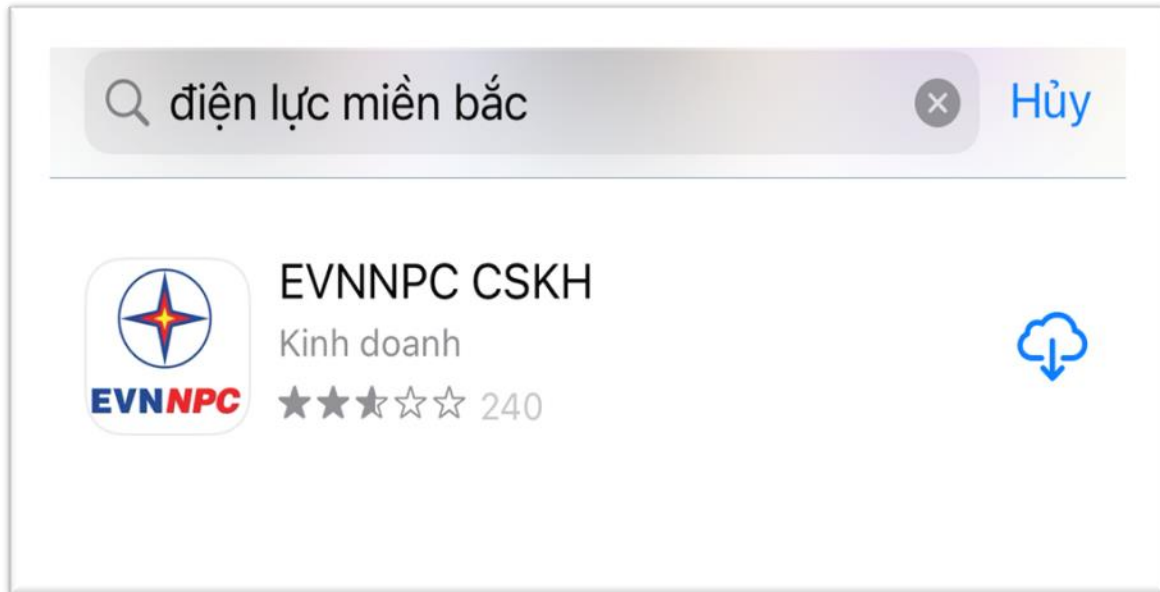 điện lực miền bắc
Hủy
EVNNPC CSKH
Kinh doanh
240
EVNNPC